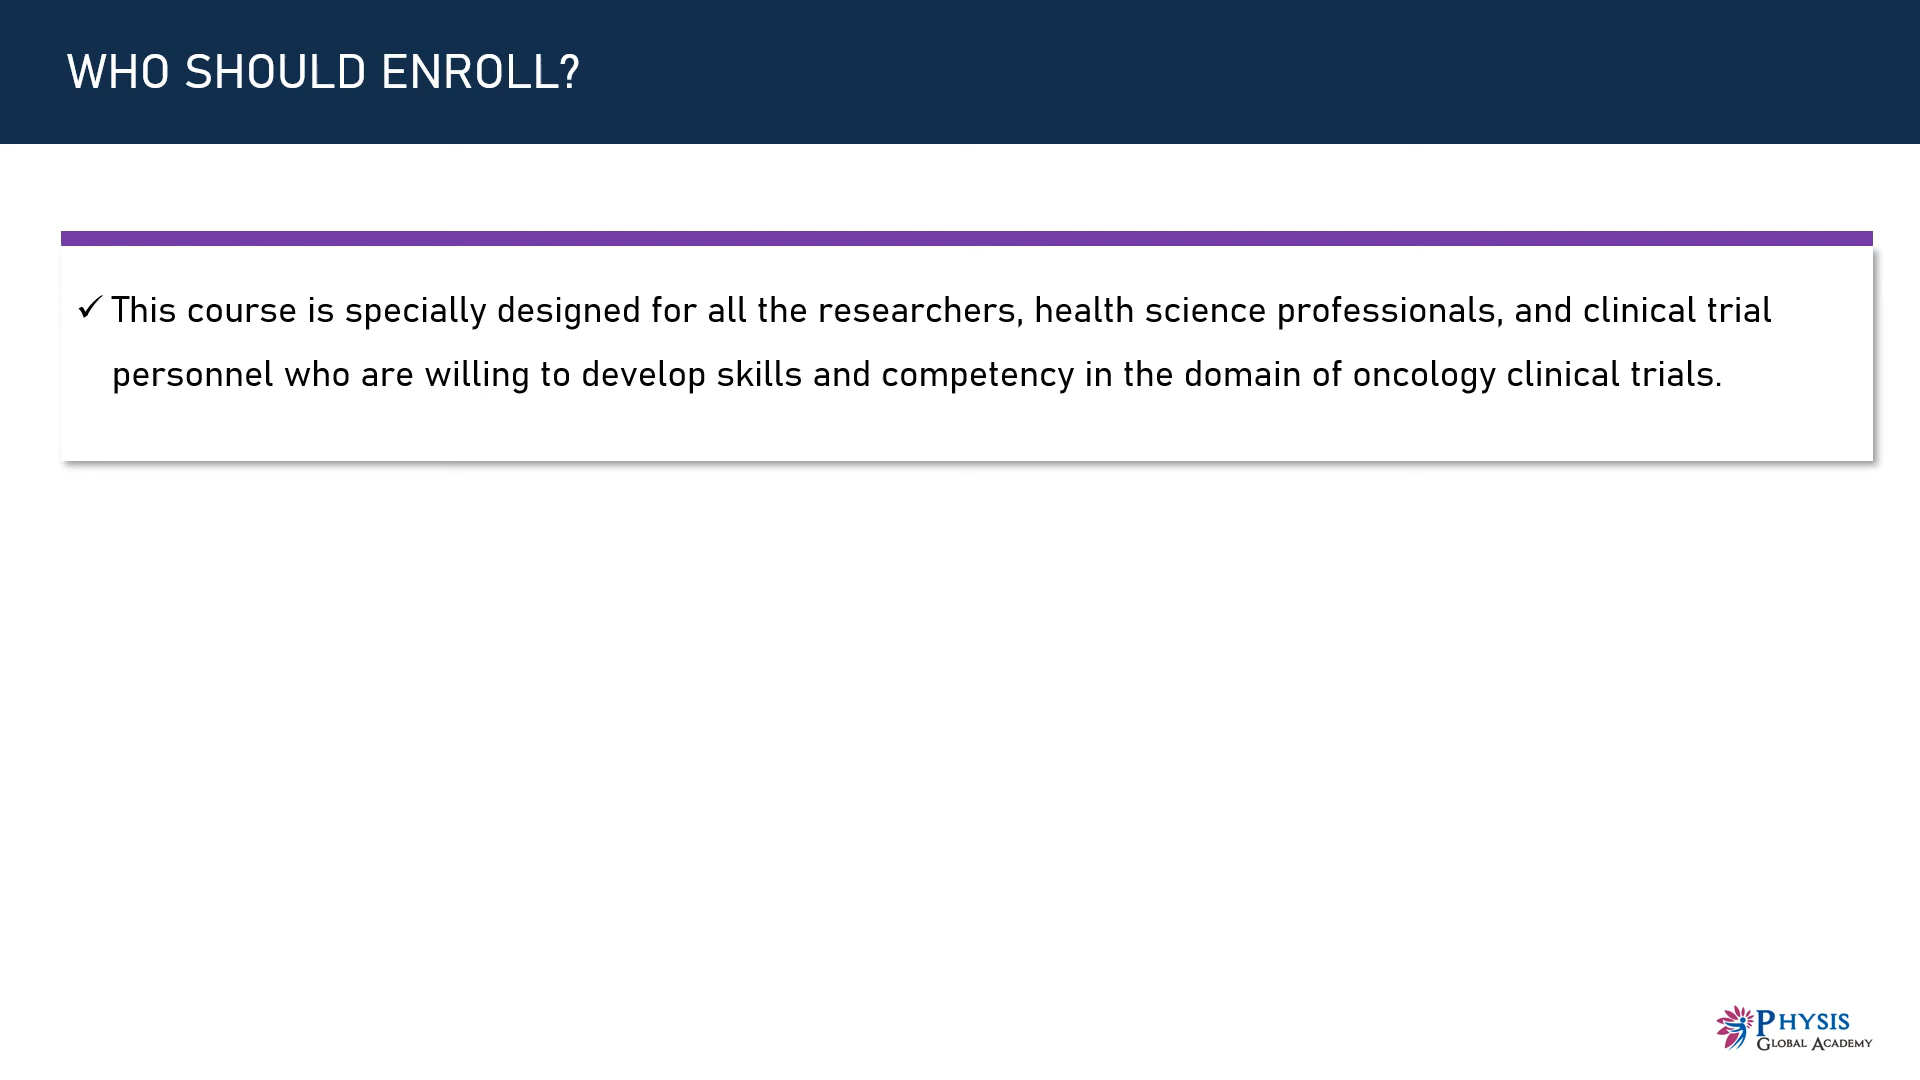 WHO SHOULD ENROLL?
✓ This course is specially designed for all the researchers, health science professionals, and clinical trial
personnel who are willing to develop skills and competency in the domain of oncology clinical trials.
PHYSIS
GLOBAL ACADEMY